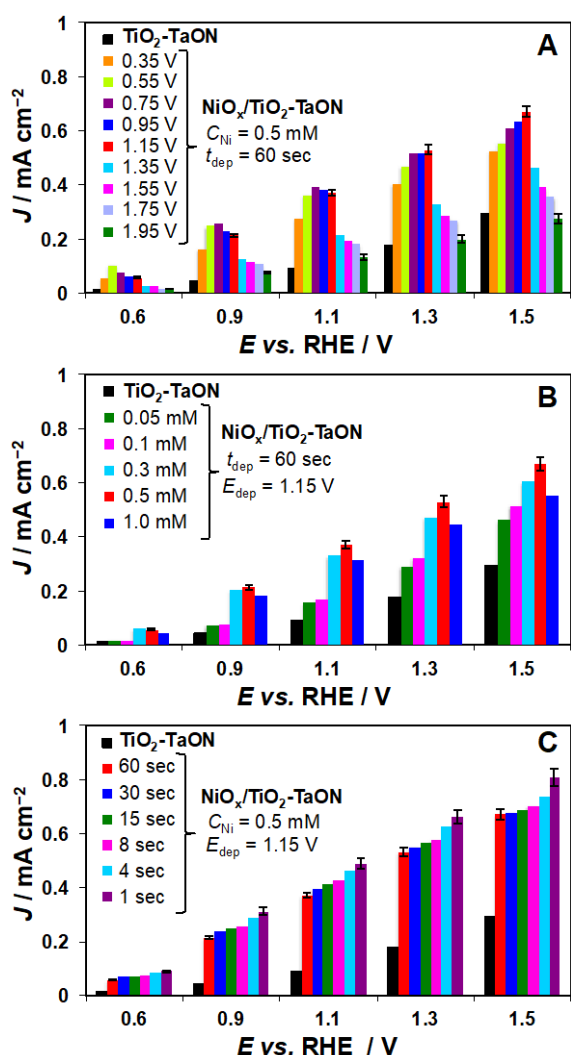 A
J / mA cm⁻²
1
0.8
0.6
0.4
0.2
0
TiO₂-TaON
0.35 V
0.55 V
0.75 V
0.95 V
1.15 V
1.35 V
1.55 V
1.75 V
1.95 V
NiOₓ/TiO₂-TaON
C_Ni = 0.5 mM
t_dep = 60 sec
0.6 0.9 1.1 1.3 1.5
E vs. RHE / V
B
J / mA cm⁻²
1
0.8
0.6
0.4
0.2
0
TiO₂-TaON
0.05 mM
0.1 mM
0.3 mM
0.5 mM
1.0 mM
NiOₓ/TiO₂-TaON
t_dep = 60 sec
E_dep = 1.15 V
0.6 0.9 1.1 1.3 1.5
E vs. RHE / V
C
J / mA cm⁻²
1
0.8
0.6
0.4
0.2
0
TiO₂-TaON
60 sec
30 sec
15 sec
8 sec
4 sec
1 sec
NiOₓ/TiO₂-TaON
C_Ni = 0.5 mM
E_dep = 1.15 V
0.6 0.9 1.1 1.3 1.5
E vs. RHE / V